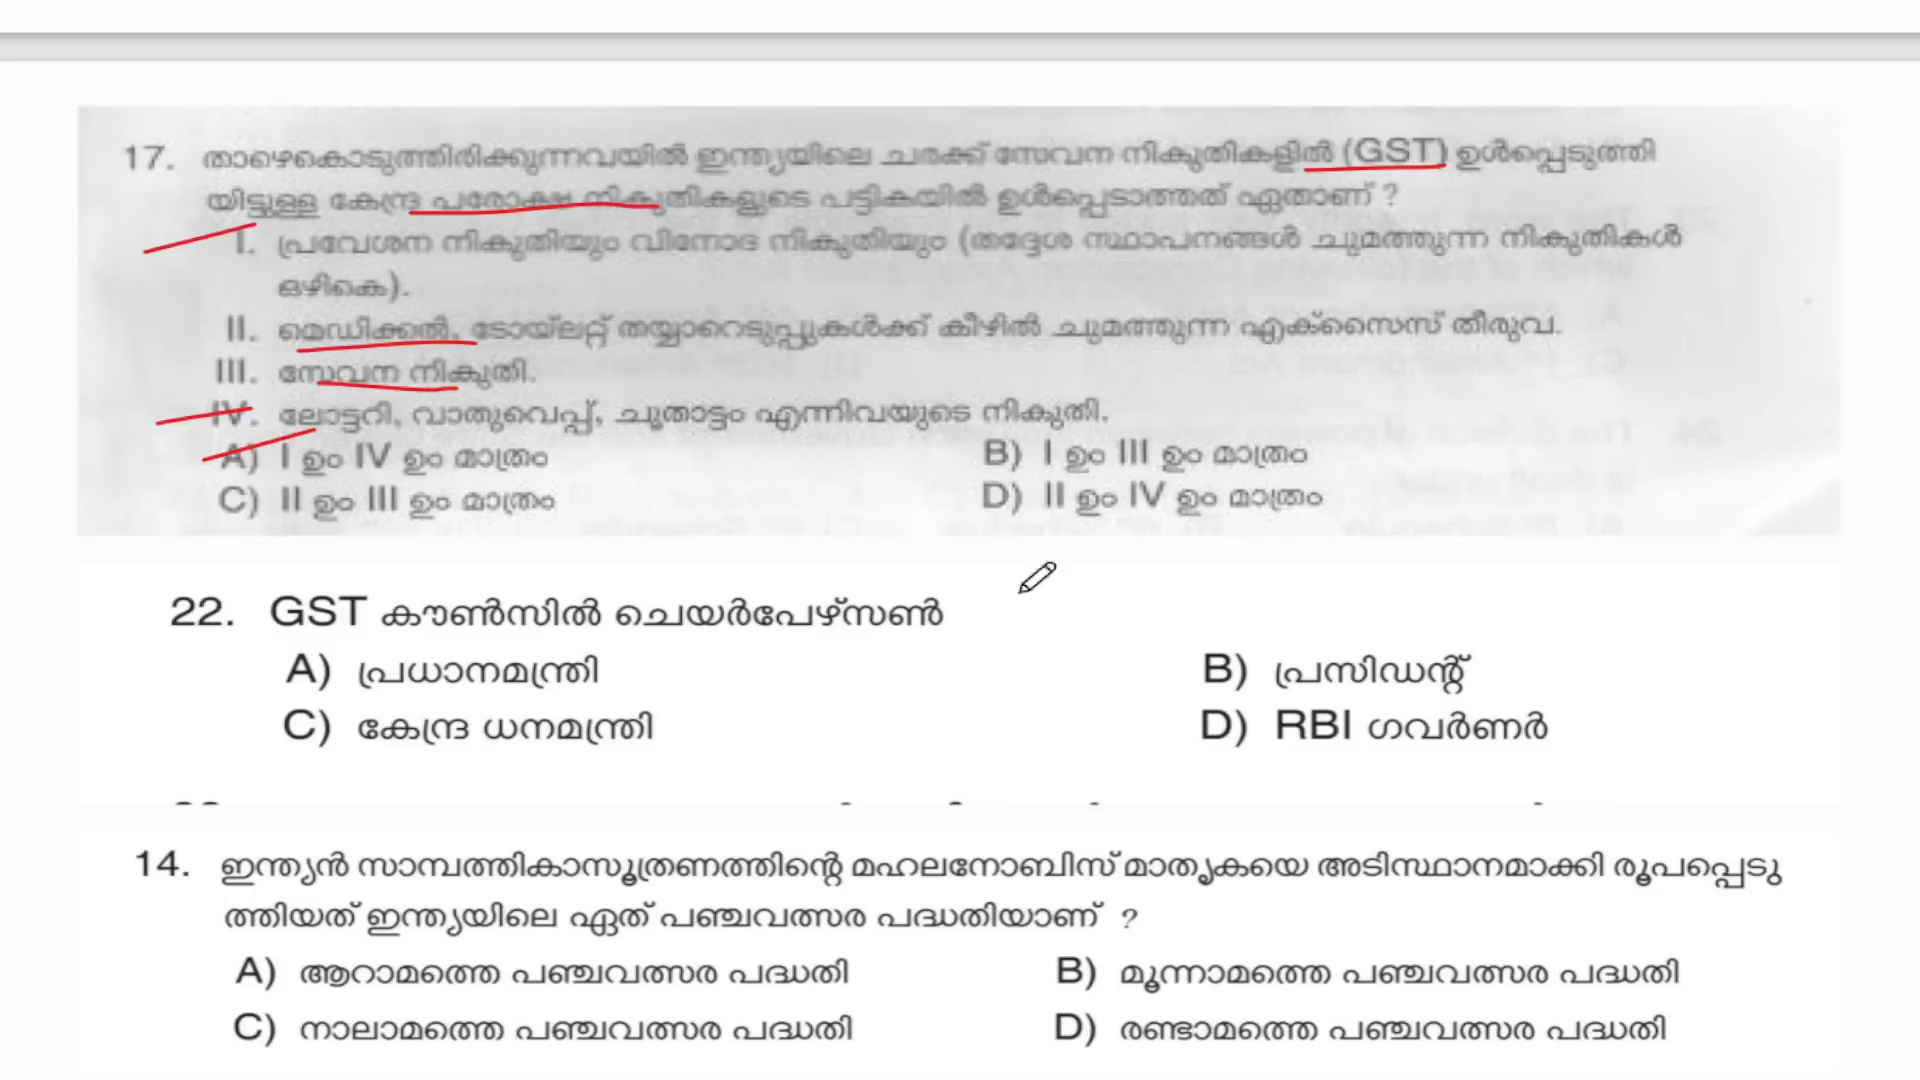 17. താഴെകൊടുത്തിരിക്കുന്നവയിൽ ഇന്ത്യയിലെ ചരക്ക് സേവന നികുതികളിൽ (GST) ഉൾപ്പെടുത്തി
യിട്ടുള്ള കേന്ദ്ര പരോക്ഷ നികുതികളുടെ പട്ടികയിൽ ഉൾപ്പെടാത്തത് ഏതാണ് ?
I. പ്രവേശന നികുതിയും വിനോദ നികുതിയും (തദ്ദേശ സ്ഥാപനങ്ങൾ ചുമത്തുന്ന നികുതികൾ
ഒഴികെ).
II. മെഡിക്കൽ, ടോയ്‌ലറ്റ് തയ്യാറെടുപ്പുകൾക്ക് കീഴിൽ ചുമത്തുന്ന എക്സൈസ് തീരുവ.
III. സേവന നികുതി.
IV. ലോട്ടറി, വാതുവെപ്പ്, ചൂതാട്ടം എന്നിവയുടെ നികുതി.
A) I ഉം IV ഉം മാത്രം B) I ഉം III ഉം മാത്രം
C) II ഉം III ഉം മാത്രം D) II ഉം IV ഉം മാത്രം
22. GST കൗൺസിൽ ചെയർപേഴ്സൺ
A) പ്രധാനമന്ത്രി B) പ്രസിഡന്റ്
C) കേന്ദ്ര ധനമന്ത്രി D) RBI ഗവർണർ
14. ഇന്ത്യൻ സാമ്പത്തികാസൂത്രണത്തിന്റെ മഹലനോബിസ് മാതൃകയെ അടിസ്ഥാനമാക്കി രൂപപ്പെടു
ത്തിയത് ഇന്ത്യയിലെ ഏത് പഞ്ചവത്സര പദ്ധതിയാണ് ?
A) ആറാമത്തെ പഞ്ചവത്സര പദ്ധതി B) മൂന്നാമത്തെ പഞ്ചവത്സര പദ്ധതി
C) നാലാമത്തെ പഞ്ചവത്സര പദ്ധതി D) രണ്ടാമത്തെ പഞ്ചവത്സര പദ്ധതി